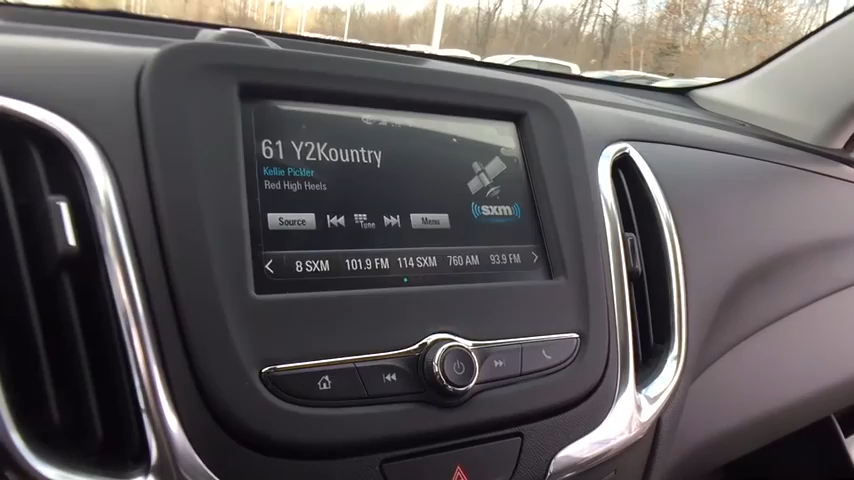 61 Y2Kountry
Kellie Pickler
Red High Heels
Source
Tune
Menu
sxm
8 SXM
101.9 FM
114 SXM
760 AM
93.9 FM